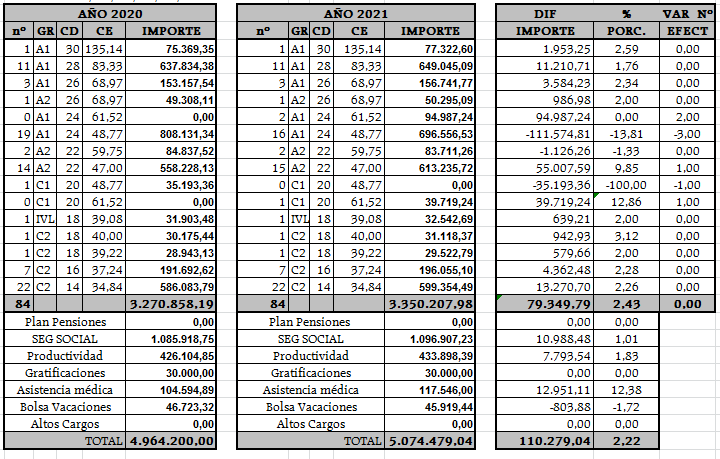 AÑO 2020 AÑO 2021 DIF % VAR Nº
nº GR CD CE IMPORTE nº GR CD CE IMPORTE IMPORTE PORC. EFECT
1 A1 30 135,14 75.369,35 1 A1 30 135,14 77.322,60 1.953,25 2,59 0,00
11 A1 28 83,33 637.834,38 11 A1 28 83,33 649.045,09 11.210,71 1,76 0,00
3 A1 26 68,97 153.157,54 3 A1 26 68,97 156.741,77 3.584,23 2,34 0,00
1 A2 26 68,97 49.308,11 1 A2 26 68,97 50.295,09 986,98 2,00 0,00
0 A1 24 61,52 0,00 2 A1 24 61,52 94.987,24 94.987,24 0,00 2,00
19 A1 24 48,77 808.131,34 16 A1 24 48,77 696.556,53 -111.574,81 -13,81 -3,00
2 A2 22 59,75 84.837,52 2 A2 22 59,75 83.711,26 -1.126,26 -1,33 0,00
14 A2 22 47,00 558.228,13 15 A2 22 47,00 613.235,72 55.007,59 9,85 1,00
1 C1 20 48,77 35.193,36 0 C1 20 48,77 0,00 -35.193,36 -100,00 -1,00
0 C1 20 61,52 0,00 1 C1 20 61,52 39.719,24 39.719,24 12,86 1,00
1 IVL 18 39,08 31.903,48 1 IVL 18 39,08 32.542,69 639,21 2,00 0,00
1 C2 18 40,00 30.175,44 1 C2 18 40,00 31.118,37 942,93 3,12 0,00
1 C2 18 39,22 28.943,13 1 C2 18 39,22 29.522,79 579,66 2,00 0,00
7 C2 16 37,24 191.692,62 7 C2 16 37,24 196.055,10 4.362,48 2,28 0,00
22 C2 14 34,84 586.083,79 22 C2 14 34,84 599.354,49 13.270,70 2,26 0,00
84 3.270.858,19 84 3.350.207,98 79.349,79 2,43 0,00
Plan Pensiones 0,00 Plan Pensiones 0,00 0,00 0,00
SEG SOCIAL 1.085.918,75 SEG SOCIAL 1.096.907,23 10.988,48 1,01
Productividad 426.104,85 Productividad 433.898,39 7.793,54 1,83
Gratificaciones 30.000,00 Gratificaciones 30.000,00 0,00 0,00
Asistencia médica 104.594,89 Asistencia médica 117.546,00 12.951,11 12,38
Bolsa Vacaciones 46.723,32 Bolsa Vacaciones 45.919,44 -803,88 -1,72
Altos Cargos 0,00 Altos Cargos 0,00 0,00 0,00
TOTAL 4.964.200,00 TOTAL 5.074.479,04 110.279,04 2,22